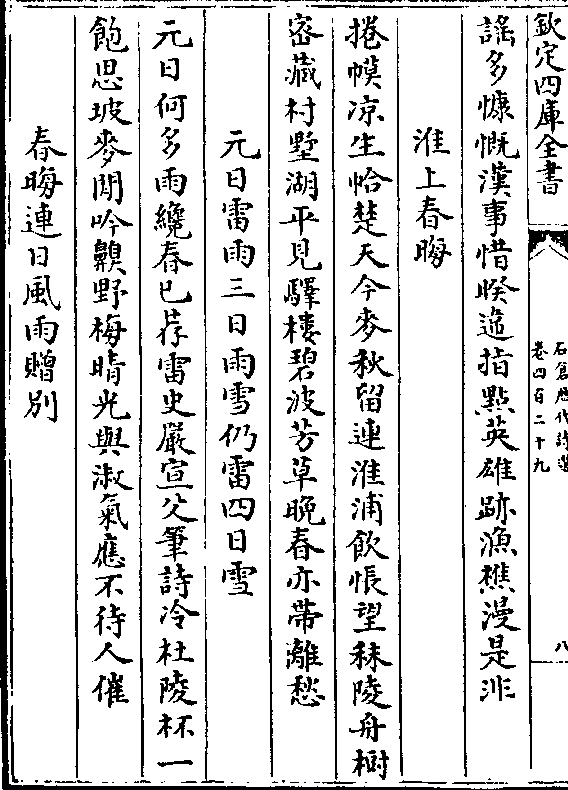 欽定四庫全書
石倉歷代詩選
卷四百二十九
八
謡多慷慨漢事惜暌違指點英雄跡漁樵漫是非
淮上春晦
捲幙凉生恰楚天今麥秋留連淮浦飲悵望秣陵舟樹
宻藏村墅湖平見驛樓碧波芳草晚春亦帶離愁
元日雷雨三日雨雪仍雷四日雪
元日何多雨纔春已荐雷史嚴宣父筆詩冷杜陵杯一
飽思坡麥閒吟齅野梅晴光與淑氣應不待人催
春晦連日風雨贈別